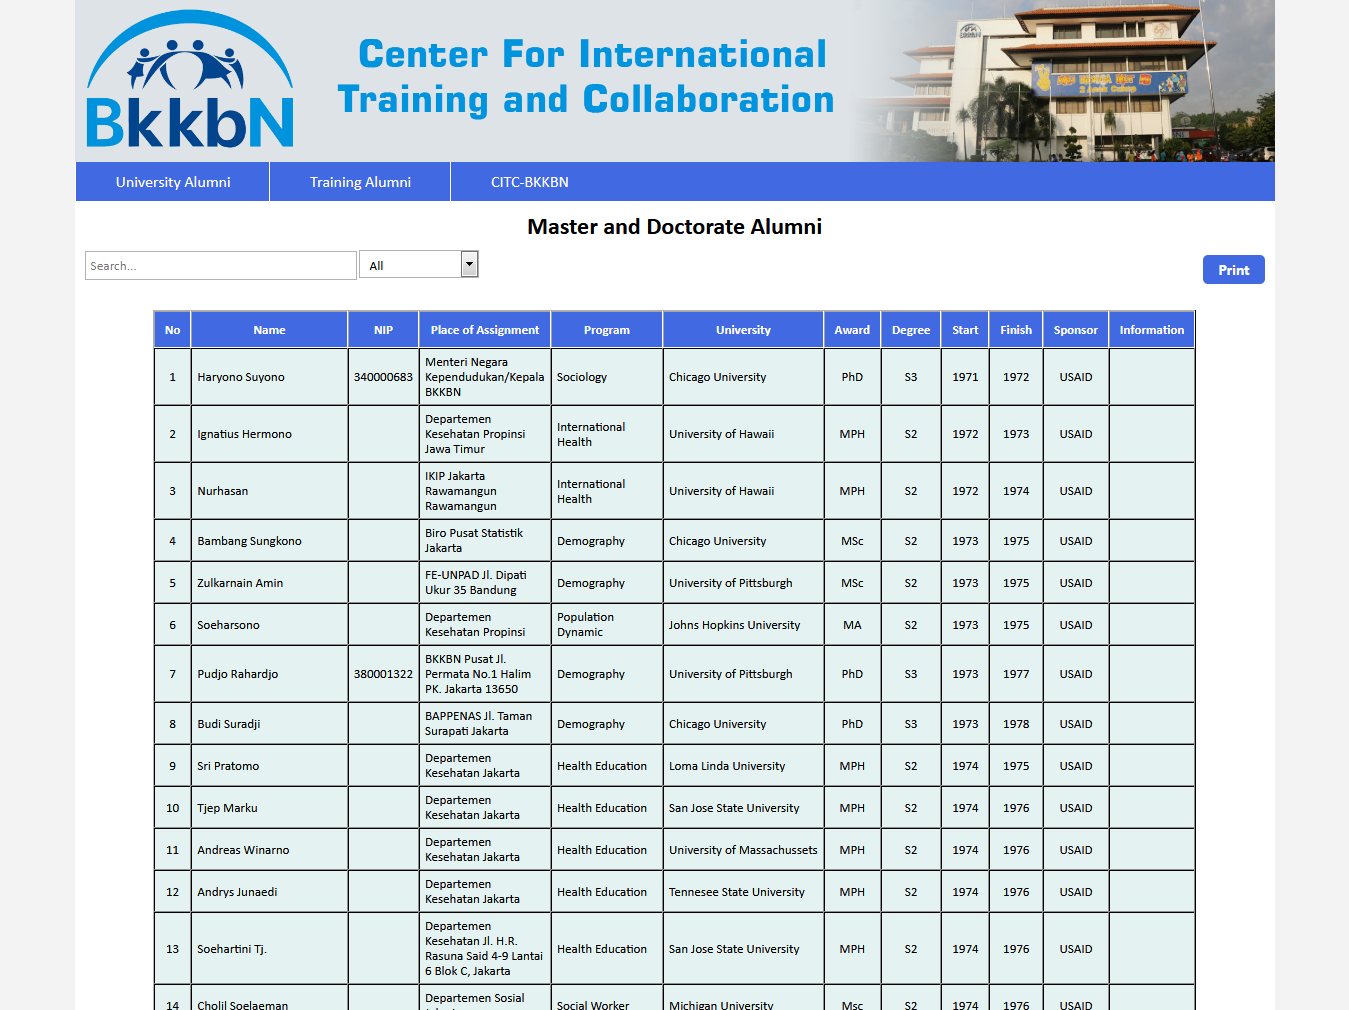 BkkbN
Center For International
Training and Collaboration
University Alumni
Training Alumni
CITC-BKKBN
Master and Doctorate Alumni
Search...
All
Print
No Name NIP Place of Assignment Program University Award Degree Start Finish Sponsor Information
1 Haryono Suyono 340000683 Menteri Negara Kependudukan/Kepala BKKBN Sociology Chicago University PhD S3 1971 1972 USAID
2 Ignatius Hermono Departemen Kesehatan Propinsi Jawa Timur International Health University of Hawaii MPH S2 1972 1973 USAID
3 Nurhasan IKIP Jakarta Rawamangun Rawamangun International Health University of Hawaii MPH S2 1972 1974 USAID
4 Bambang Sungkono Biro Pusat Statistik Jakarta Demography Chicago University MSc S2 1973 1975 USAID
5 Zulkarnain Amin FE-UNPAD Jl. Dipati Ukur 35 Bandung Demography University of Pittsburgh MSc S2 1973 1975 USAID
6 Soeharsono Departemen Kesehatan Propinsi Population Dynamic Johns Hopkins University MA S2 1973 1975 USAID
7 Pudjo Rahardjo 380001322 BKKBN Pusat Jl. Permata No.1 Halim PK. Jakarta 13650 Demography University of Pittsburgh PhD S3 1973 1977 USAID
8 Budi Suradji BAPPENAS Jl. Taman Surapati Jakarta Demography Chicago University PhD S3 1973 1978 USAID
9 Sri Pratomo Departemen Kesehatan Jakarta Health Education Loma Linda University MPH S2 1974 1975 USAID
10 Tjep Marku Departemen Kesehatan Jakarta Health Education San Jose State University MPH S2 1974 1976 USAID
11 Andreas Winarno Departemen Kesehatan Jakarta Health Education University of Massachussets MPH S2 1974 1976 USAID
12 Andrys Junaedi Departemen Kesehatan Jakarta Health Education Tennesee State University MPH S2 1974 1976 USAID
13 Soehartini Tj. Departemen Kesehatan Jl. H.R. Rasuna Said 4-9 Lantai 6 Blok C, Jakarta Health Education San Jose State University MPH S2 1974 1976 USAID
14 Cholil Soelaeman Departemen Sosial Social Worker Michigan University Msc S2 1974 1976 USAID